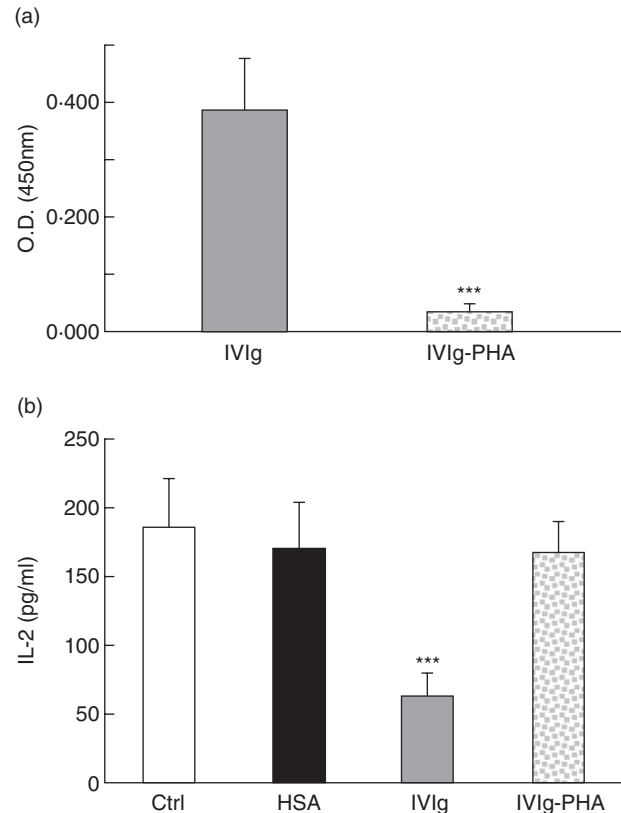 (a)
O.D. (450nm)
0·400
0·200
0·000
***
IVIg IVIg-PHA
(b)
IL-2 (pg/ml)
250
200
150
100
50
0
***
Ctrl HSA IVIg IVIg-PHA